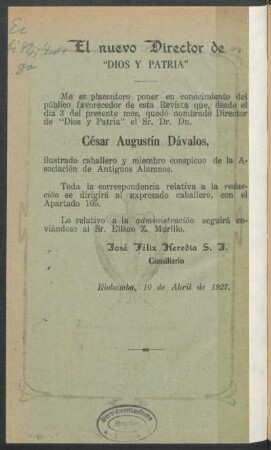 El nuevo Director de
"DIOS Y PATRIA"
Me es placentero poner en conocimiento del
público favorecedor de esta Revista que, desde el
día 3 del presente mes, quedó nombrado Director
de "Dios y Patria" el Sr. Dr. Dn.
César Augustín Dávalos,
ilustrado caballero y miembro conspicuo de la A-
sociación de Antiguos Alumnos.
Toda la correspondencia relativa a la redac-
ción se dirigirá al expresado caballero, con el
Apartado 105.
Lo relativo a la administración seguirá en-
viándose al Sr. Eliseo Z. Murillo.
José Félix Heredia S. J.
Consiliario
Riobamba, 10 de Abril de 1927.